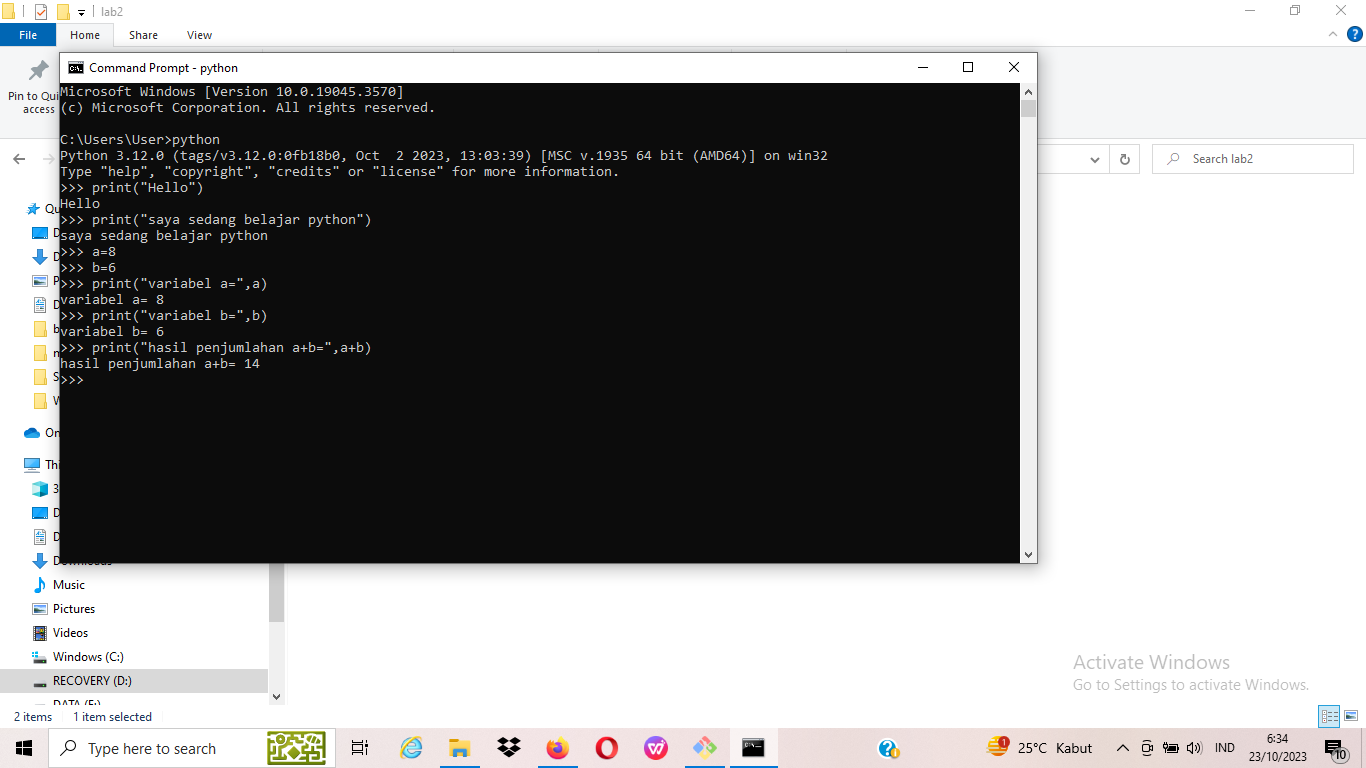 lab2
File Home Share View
Pin to Qui
access
Command Prompt - python
Microsoft Windows [Version 10.0.19045.3570]
(c) Microsoft Corporation. All rights reserved.
C:\Users\User>python
Python 3.12.0 (tags/v3.12.0:0fb18b0, Oct  2 2023, 13:03:39) [MSC v.1935 64 bit (AMD64)] on win32
Type "help", "copyright", "credits" or "license" for more information.
>>> print("Hello")
Hello
>>> print("saya sedang belajar python")
saya sedang belajar python
>>> a=8
>>> b=6
>>> print("variabel a=",a)
variabel a= 8
>>> print("variabel b=",b)
variabel b= 6
>>> print("hasil penjumlahan a+b=",a+b)
hasil penjumlahan a+b= 14
>>>
Search lab2
Music
Pictures
Videos
Windows (C:)
RECOVERY (D:)
2 items 1 item selected
Activate Windows
Go to Settings to activate Windows.
Type here to search
25°C Kabut
IND
6:34
23/10/2023
10